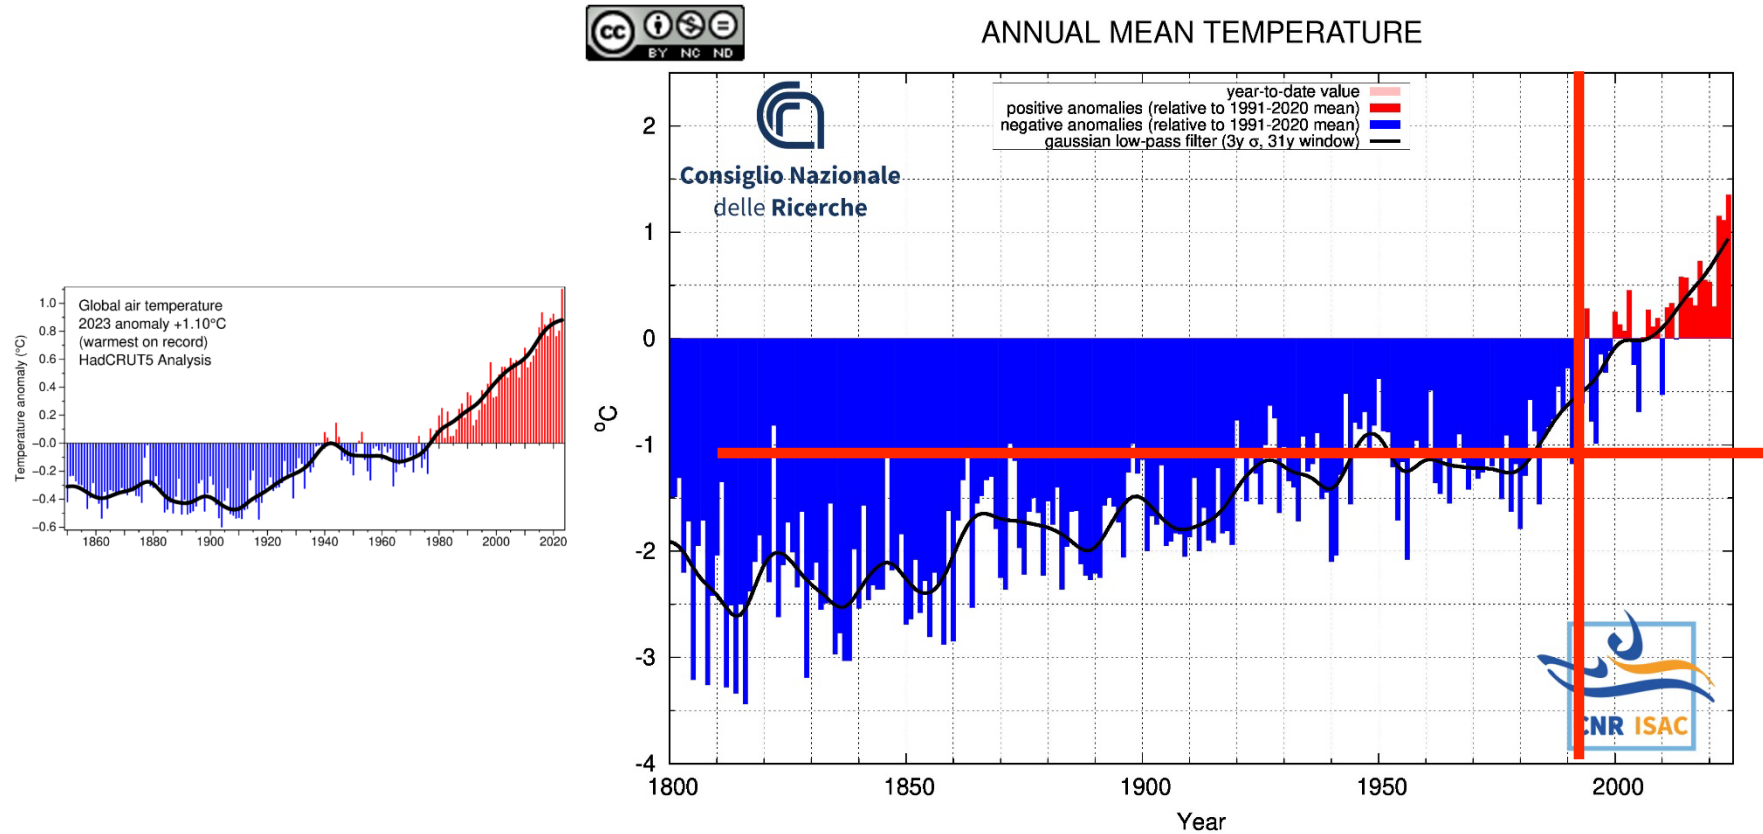 cc
BY NC ND
ANNUAL MEAN TEMPERATURE
year-to-date value
positive anomalies (relative to 1991-2020 mean)
negative anomalies (relative to 1991-2020 mean)
gaussian low-pass filter (3y σ, 31y window)
Consiglio Nazionale
delle Ricerche
2
1
0
-1
-2
-3
-4
°C
1800
1850
1900
1950
2000
Year
CNR ISAC
Global air temperature
2023 anomaly +1.10°C
(warmest on record)
HadCRUT5 Analysis
Temperature anomaly (°C)
1.0
0.8
0.6
0.4
0.2
−0.0
−0.2
−0.4
−0.6
1860
1880
1900
1920
1940
1960
1980
2000
2020